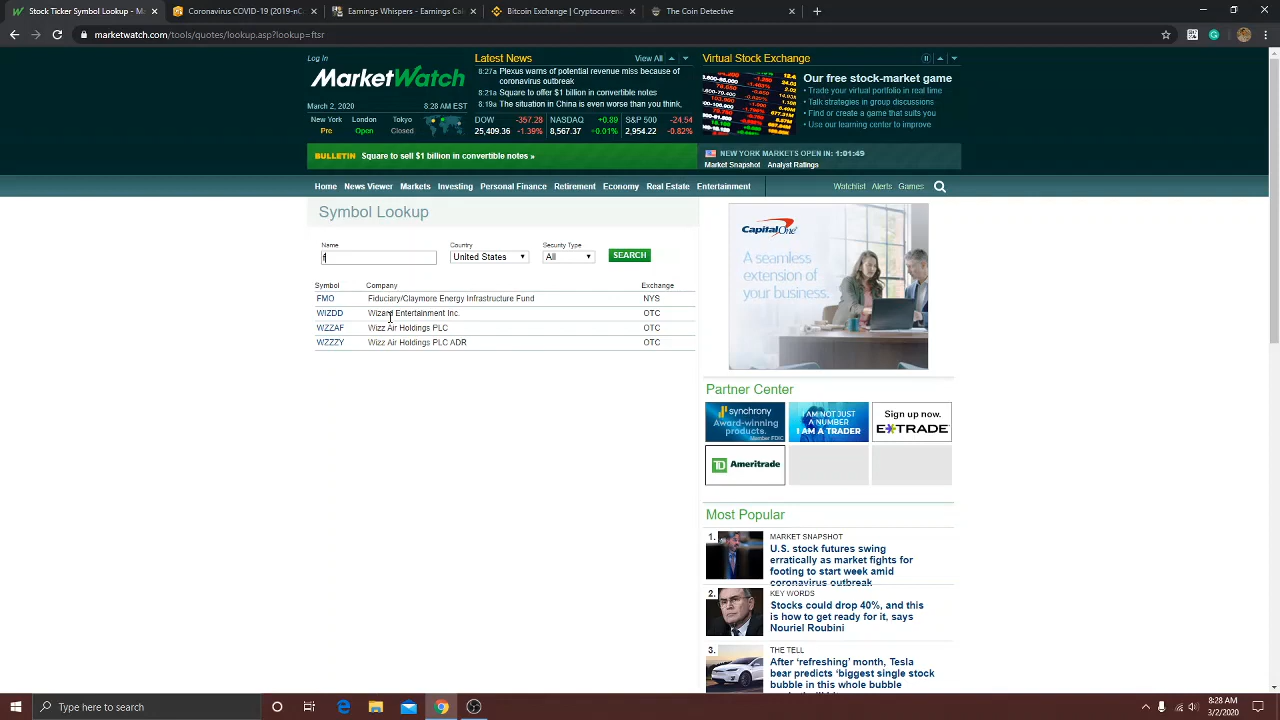 Stock Ticker Symbol Lookup - Ma
Coronavirus COVID-19 (2019-nC
Earnings Whispers - Earnings Cal
Bitcoin Exchange | Cryptocurrenc
The Coin Detective
marketwatch.com/tools/quotes/lookup.asp?lookup=ftsr
Log In
MarketWatch
March 2, 2020
8:28 AM EST
New York
London
Tokyo
Pre
Open
Closed
Latest News
View All
8:27a Plexus warns of potential revenue miss because of
coronavirus outbreak
8:21a Square to offer $1 billion in convertible notes
8:19a The situation in China is even worse than you think,
DOW -357.28 NASDAQ +0.89 S&P 500 -24.54
25,409.36 -1.39% 8,567.37 +0.01% 2,954.22 -0.82%
Virtual Stock Exchange
Our free stock-market game
• Trade your virtual portfolio in real time
• Talk strategies in group discussions
• Find or create a game that suits you
• Use our learning center to improve
BULLETIN Square to sell $1 billion in convertible notes »
NEW YORK MARKETS OPEN IN: 1:01:49
Market Snapshot Analyst Ratings
Home News Viewer Markets Investing Personal Finance Retirement Economy Real Estate Entertainment
Watchlist Alerts Games
Symbol Lookup
Name
Country
Security Type
f
United States
All
SEARCH
Symbol Company Exchange
FMO Fiduciary/Claymore Energy Infrastructure Fund NYS
WIZDD Wizard Entertainment Inc. OTC
WZZAF Wizz Air Holdings PLC OTC
WZZZY Wizz Air Holdings PLC ADR OTC
Capital One
A seamless
extension of
your business.
Partner Center
synchrony
Award-winning
products.
Member FDIC
I AM NOT JUST
A NUMBER
I AM A TRADER
Sign up now.
E*TRADE
TD Ameritrade
Most Popular
1.
MARKET SNAPSHOT
U.S. stock futures swing
erratically as market fights for
footing to start week amid
coronavirus outbreak
2.
KEY WORDS
Stocks could drop 40%, and this
is how to get ready for it, says
Nouriel Roubini
3.
THE TELL
After ‘refreshing’ month, Tesla
bear predicts ‘biggest single stock
bubble in this whole bubble
Type here to search
8:28 AM
3/2/2020